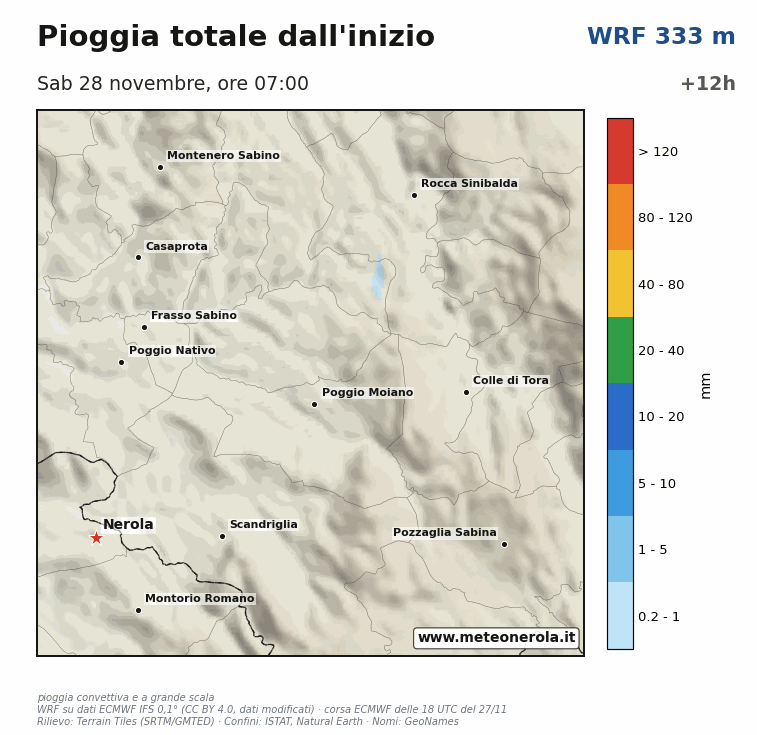 Pioggia totale dall'inizio
WRF 333 m
Sab 28 novembre, ore 07:00
+12h
Montenero Sabino
Rocca Sinibalda
Casaprota
Frasso Sabino
Poggio Nativo
Poggio Moiano
Colle di Tora
Nerola
Scandriglia
Pozzaglia Sabina
Montorio Romano
www.meteonerola.it
> 120
80 - 120
40 - 80
20 - 40
10 - 20
5 - 10
1 - 5
0.2 - 1
mm
pioggia convettiva e a grande scala
WRF su dati ECMWF IFS 0,1° (CC BY 4.0, dati modificati) · corsa ECMWF delle 18 UTC del 27/11
Rilievo: Terrain Tiles (SRTM/GMTED) · Confini: ISTAT, Natural Earth · Nomi: GeoNames